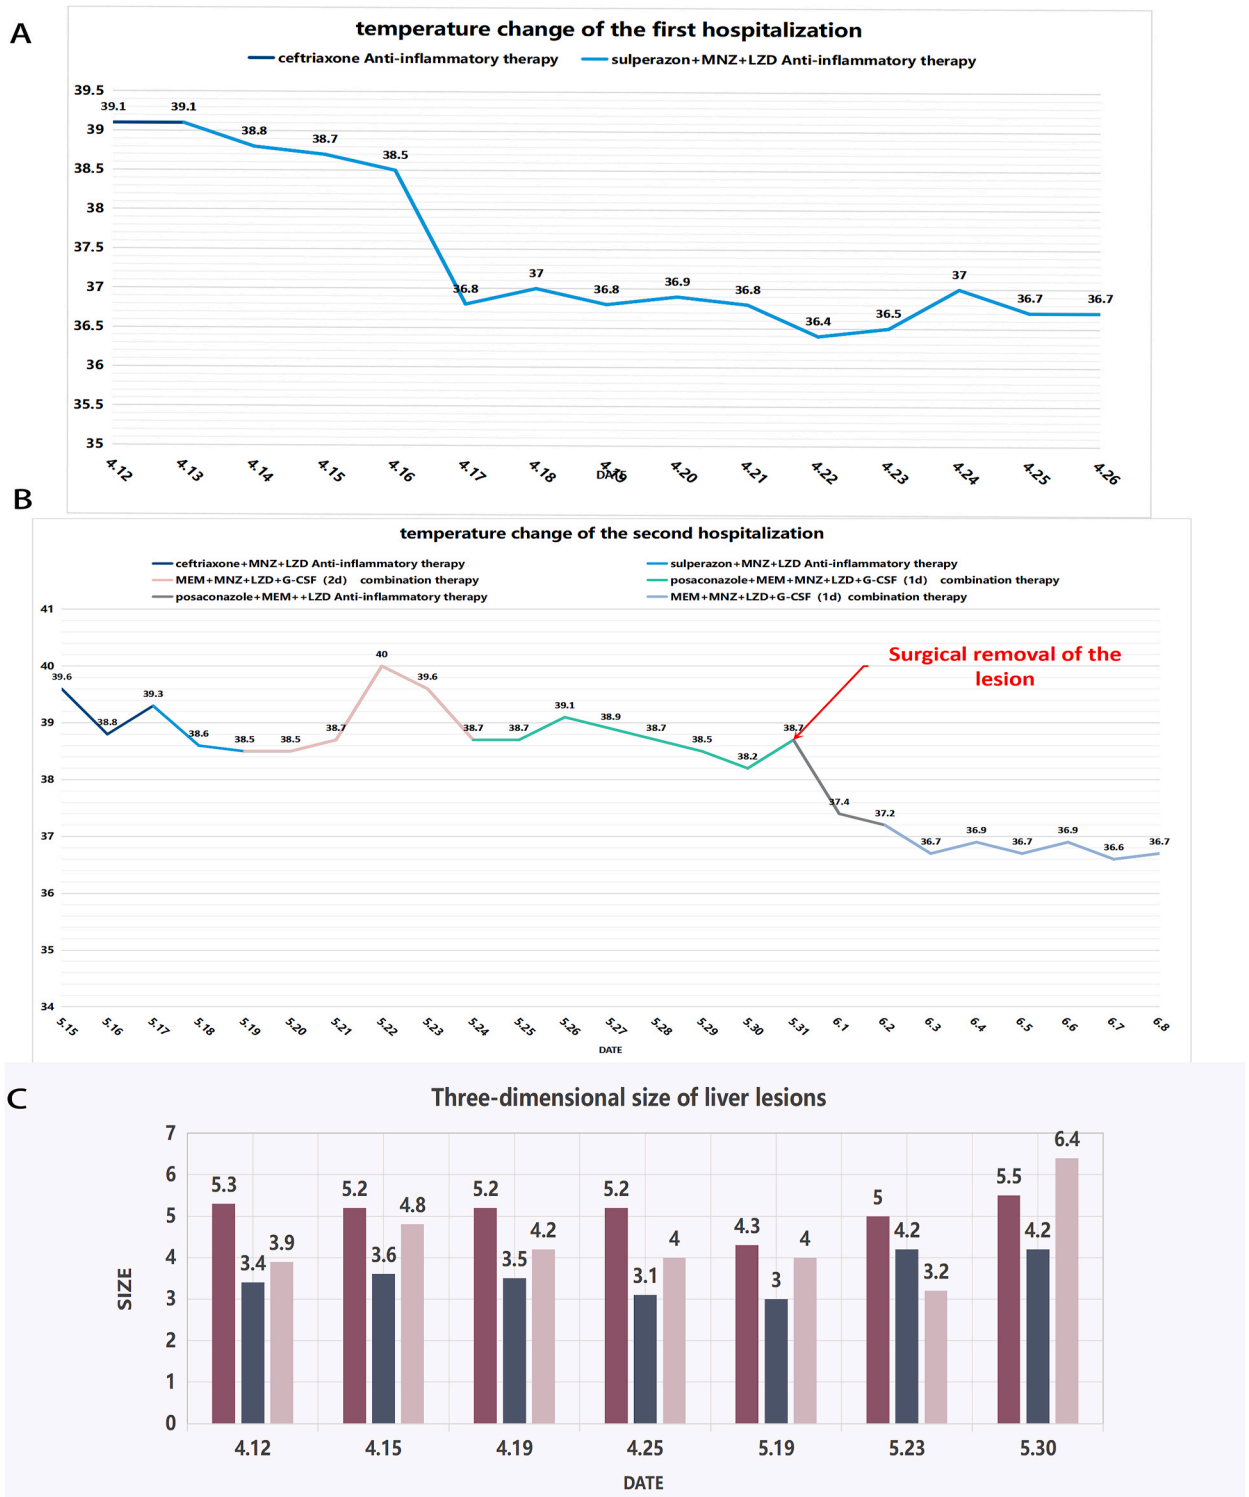 A
temperature change of the first hospitalization
ceftriaxone Anti-inflammatory therapy sulperazon+MNZ+LZD Anti-inflammatory therapy
39.5
39
38.5
38
37.5
37
36.5
36
35.5
35
39.1 39.1 38.8 38.7 38.5 36.8 37 36.8 36.9 36.8 36.4 36.5 37 36.7 36.7
4.12 4.13 4.14 4.15 4.16 4.17 4.18 4.19 4.20 4.21 4.22 4.23 4.24 4.25 4.26
DATE
B
temperature change of the second hospitalization
ceftriaxone+MNZ+LZD Anti-inflammatory therapy sulperazon+MNZ+LZD Anti-inflammatory therapy
MEM+MNZ+LZD+G-CSF (2d) combination therapy posaconazole+MEM+MNZ+LZD+G-CSF (1d) combination therapy
posaconazole+MEM++LZD Anti-inflammatory therapy MEM+MNZ+LZD+G-CSF (1d) combination therapy
41
40
39
38
37
36
35
34
39.6 38.8 39.3 38.6 38.5 38.5 38.7 40 39.6 38.7 38.7 39.1 38.9 38.7 38.5 38.2 38.7 37.4 37.2 36.7 36.9 36.7 36.9 36.6 36.7
Surgical removal of the
lesion
5.15 5.16 5.17 5.18 5.19 5.20 5.21 5.22 5.23 5.24 5.25 5.26 5.27 5.28 5.29 5.30 5.31 6.1 6.2 6.3 6.4 6.5 6.6 6.7 6.8
DATE
C
Three-dimensional size of liver lesions
SIZE
7
6
5
4
3
2
1
0
5.3 3.4 3.9 5.2 3.6 4.8 5.2 3.5 4.2 5.2 3.1 4 4.3 3 4 5 4.2 3.2 5.5 4.2 6.4
4.12 4.15 4.19 4.25 5.19 5.23 5.30
DATE